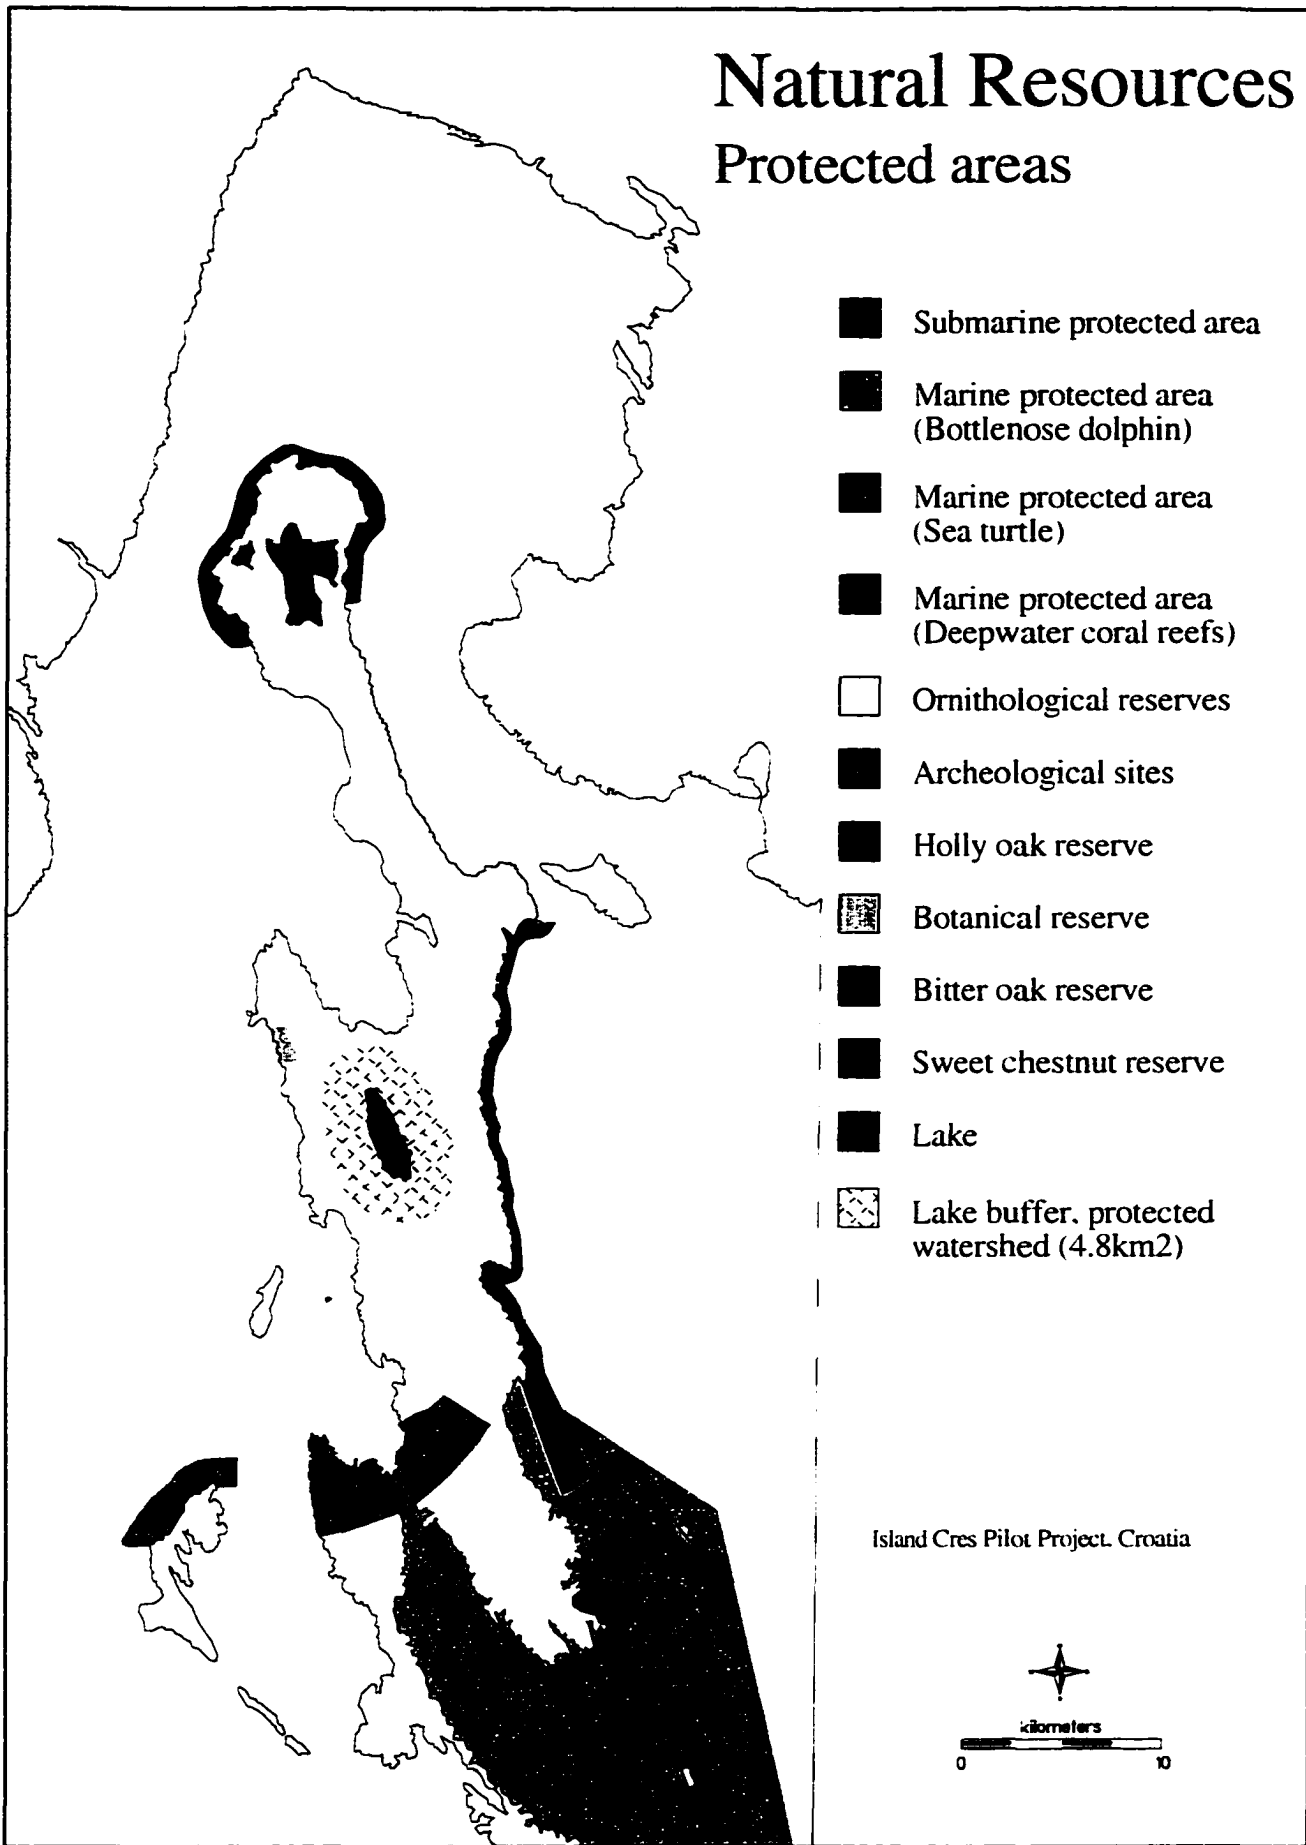 Natural Resources
Protected areas
Submarine protected area
Marine protected area
(Bottlenose dolphin)
Marine protected area
(Sea turtle)
Marine protected area
(Deepwater coral reefs)
Ornithological reserves
Archeological sites
Holly oak reserve
Botanical reserve
Bitter oak reserve
Sweet chestnut reserve
Lake
Lake buffer, protected
watershed (4.8km2)
Island Cres Pilot Project, Croatia
kilometers
0 10